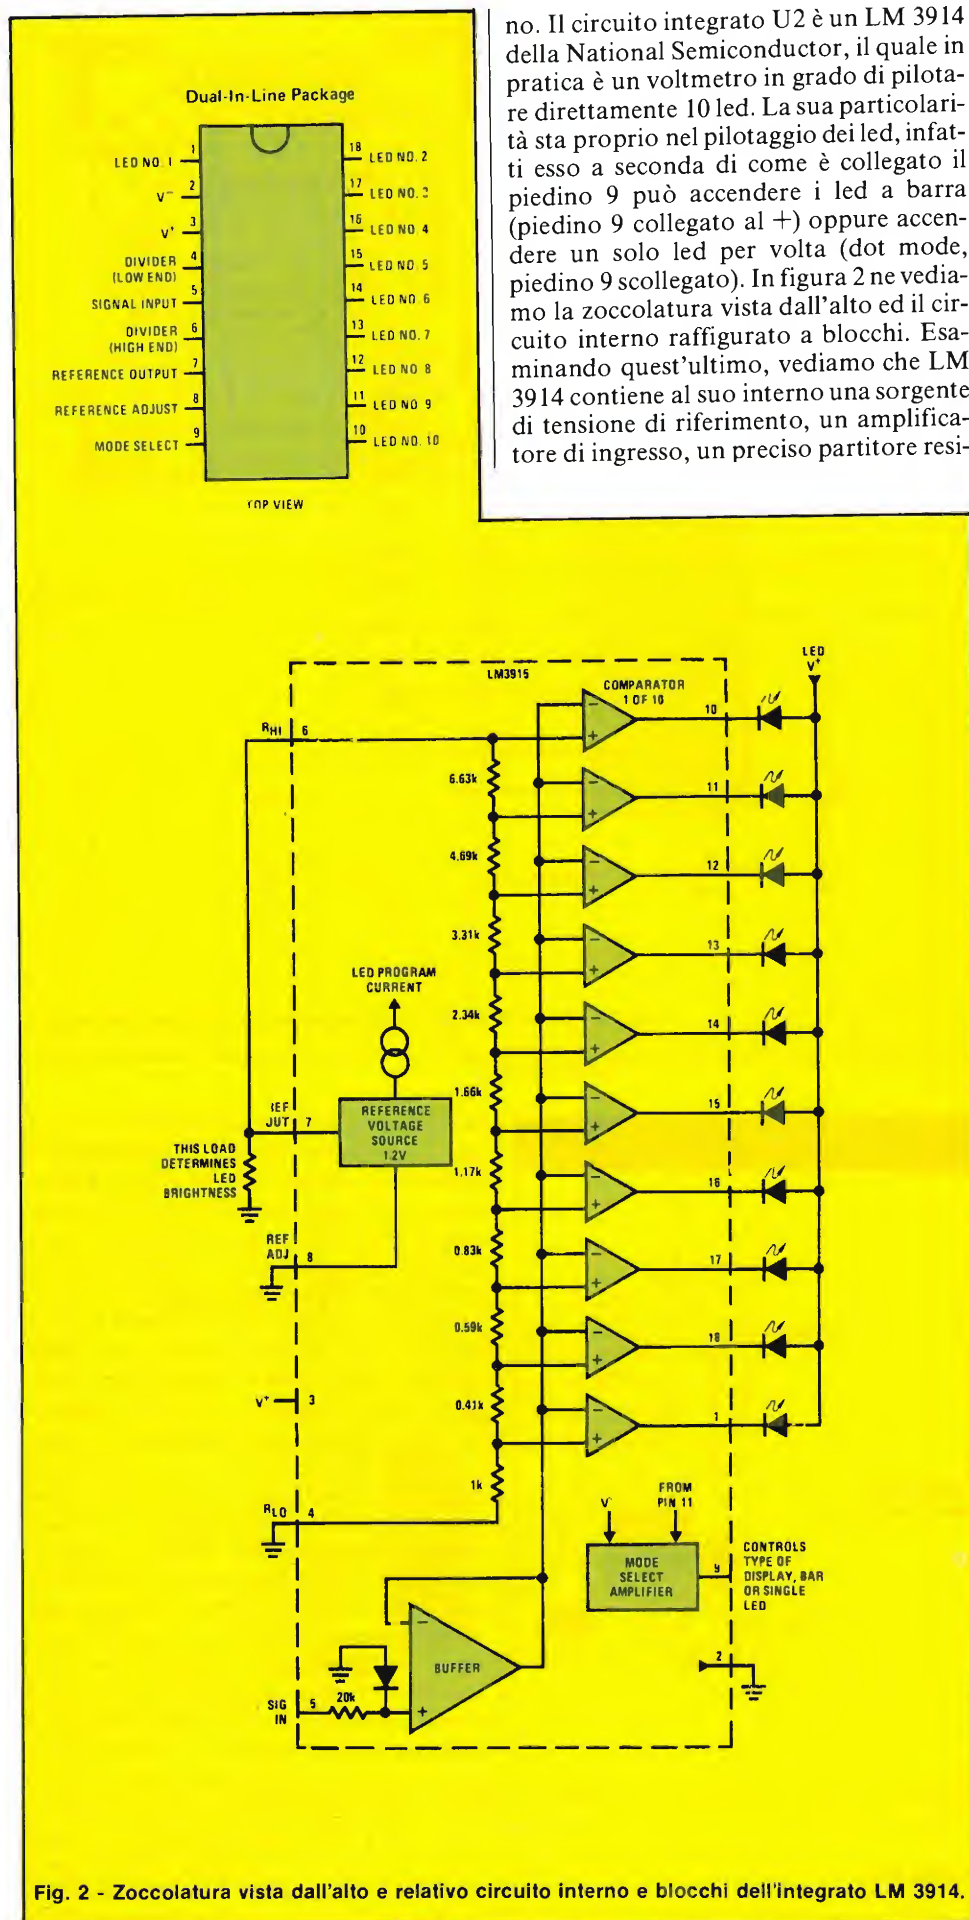 no. Il circuito integrato U2 è un LM 3914
della National Semiconductor, il quale in
pratica è un voltmetro in grado di pilota-
re direttamente 10 led. La sua particolari-
tà sta proprio nel pilotaggio dei led, infat-
ti esso a seconda di come è collegato il
piedino 9 può accendere i led a barra
(piedino 9 collegato al +) oppure accen-
dere un solo led per volta (dot mode,
piedino 9 scollegato). In figura 2 ne vedia-
mo la zoccolatura vista dall'alto ed il cir-
cuito interno raffigurato a blocchi. Esa-
minando quest'ultimo, vediamo che LM
3914 contiene al suo interno una sorgente
di tensione di riferimento, un amplifica-
tore di ingresso, un preciso partitore resi-
Dual-In-Line Package
LED NO. 1 1
V⁻ 2
V⁺ 3
DIVIDER 4
(LOW END)
SIGNAL INPUT 5
DIVIDER 6
(HIGH END)
REFERENCE OUTPUT 7
REFERENCE ADJUST 8
MODE SELECT 9
18 LED NO. 2
17 LED NO.
16 LED NO. 4
15 LED NO. 5
14 LED NO. 6
13 LED NO. 7
12 LED NO 8
11 LED NO 9
10 LED NO. 10
TOP VIEW
LM3915
LED
V⁺
COMPARATOR
1 OF 10
RHI 6
10
6.63k
11
4.69k
12
3.31k
13
LED PROGRAM
CURRENT
2.34k
14
1.66k
15
REF
OUT 7
REFERENCE
VOLTAGE
SOURCE
1.2V
THIS LOAD
DETERMINES
LED
BRIGHTNESS
1.17k
16
REF
ADJ 8
0.83k
17
0.59k
18
V⁺ 3
0.41k
1
1k
RLO 4
V
FROM
PIN 11
MODE
SELECT
AMPLIFIER
9
CONTROLS
TYPE OF
DISPLAY, BAR
OR SINGLE
LED
BUFFER
2
SIG
IN
5
20k
Fig. 2 - Zoccolatura vista dall'alto e relativo circuito interno e blocchi dell'integrato LM 3914.